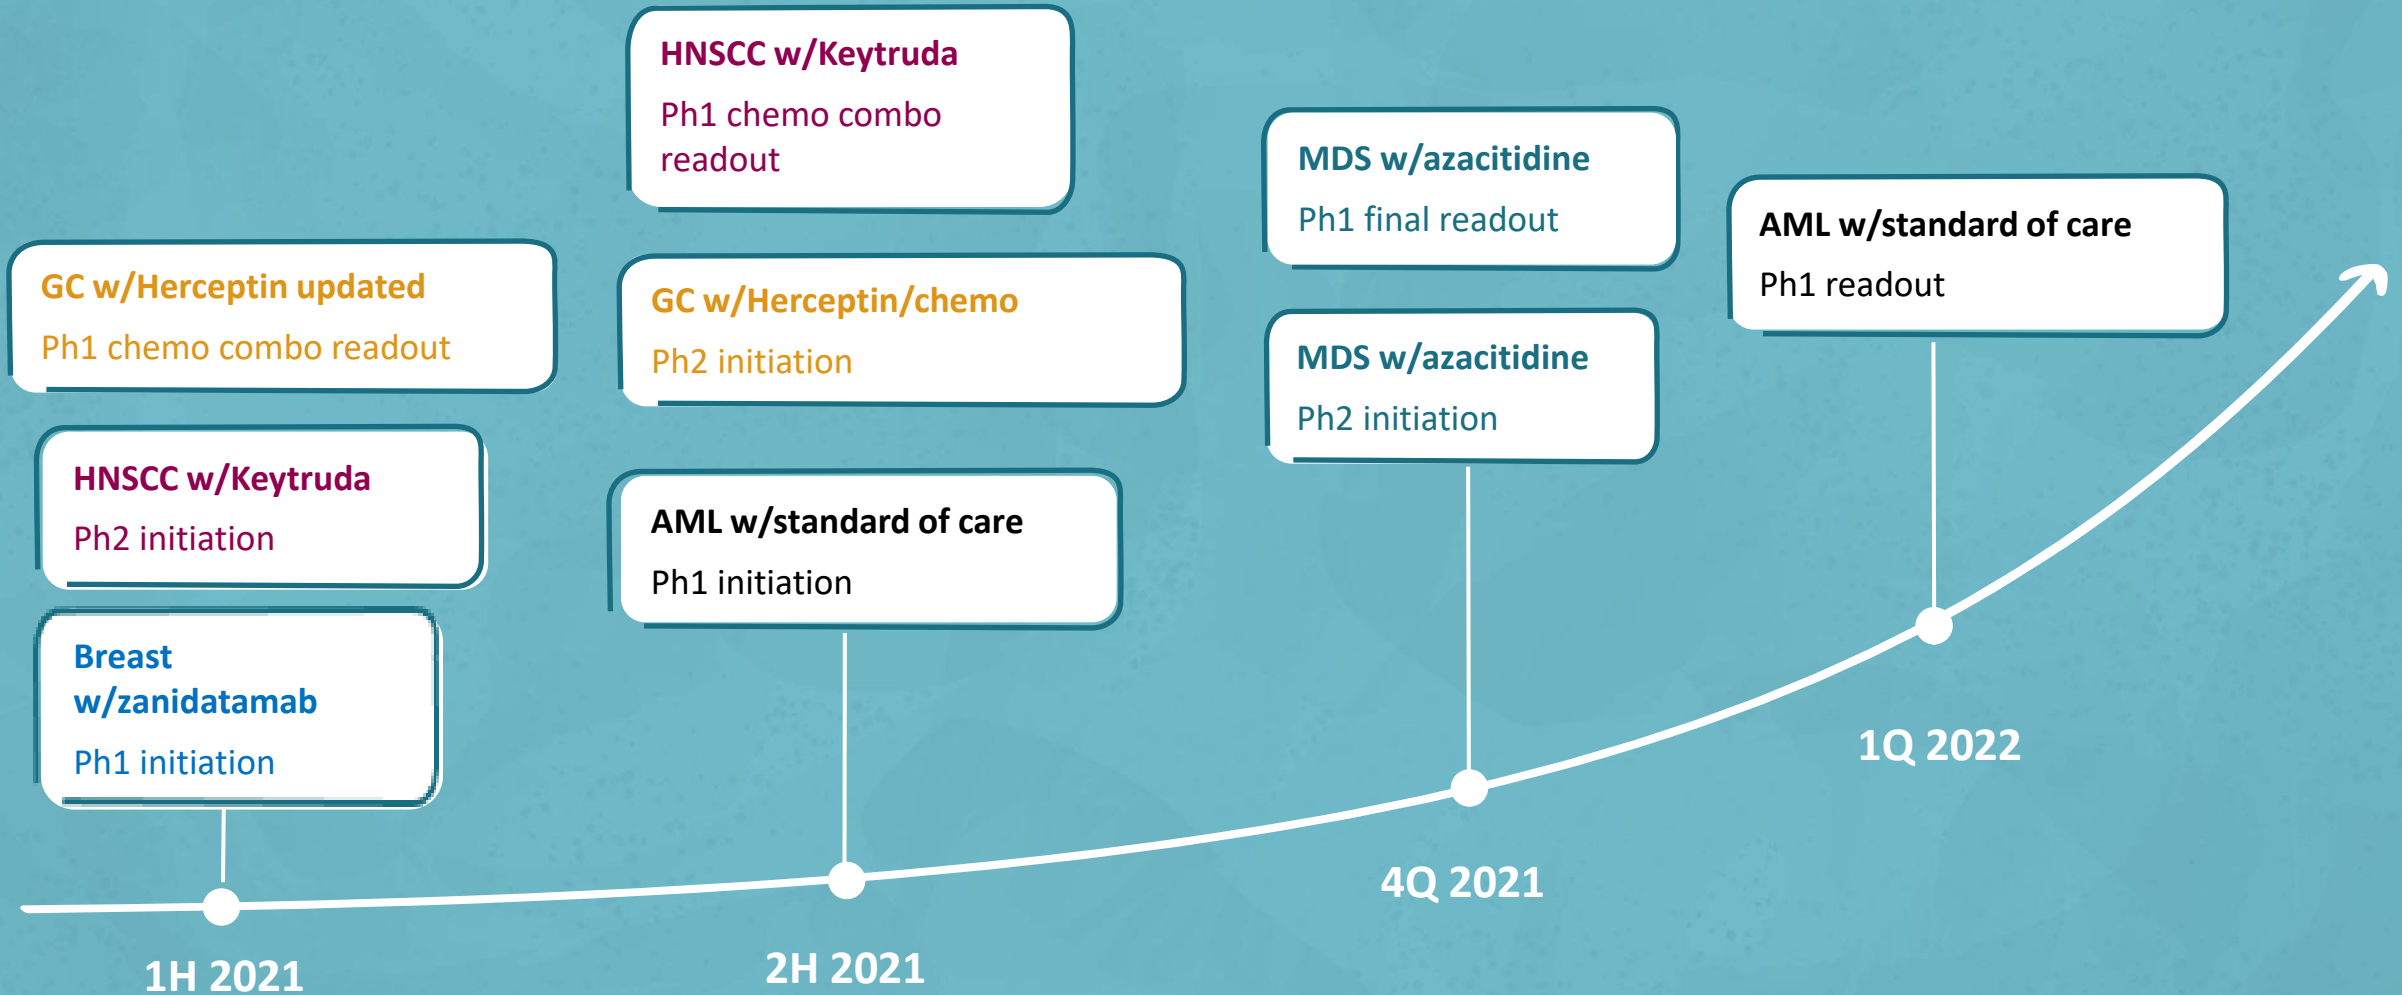 GC w/Herceptin updated
Ph1 chemo combo readout
HNSCC w/Keytruda
Ph2 initiation
Breast
w/zanidatamab
Ph1 initiation
1H 2021
HNSCC w/Keytruda
Ph1 chemo combo
readout
GC w/Herceptin/chemo
Ph2 initiation
AML w/standard of care
Ph1 initiation
2H 2021
MDS w/azacitidine
Ph1 final readout
MDS w/azacitidine
Ph2 initiation
4Q 2021
AML w/standard of care
Ph1 readout
1Q 2022